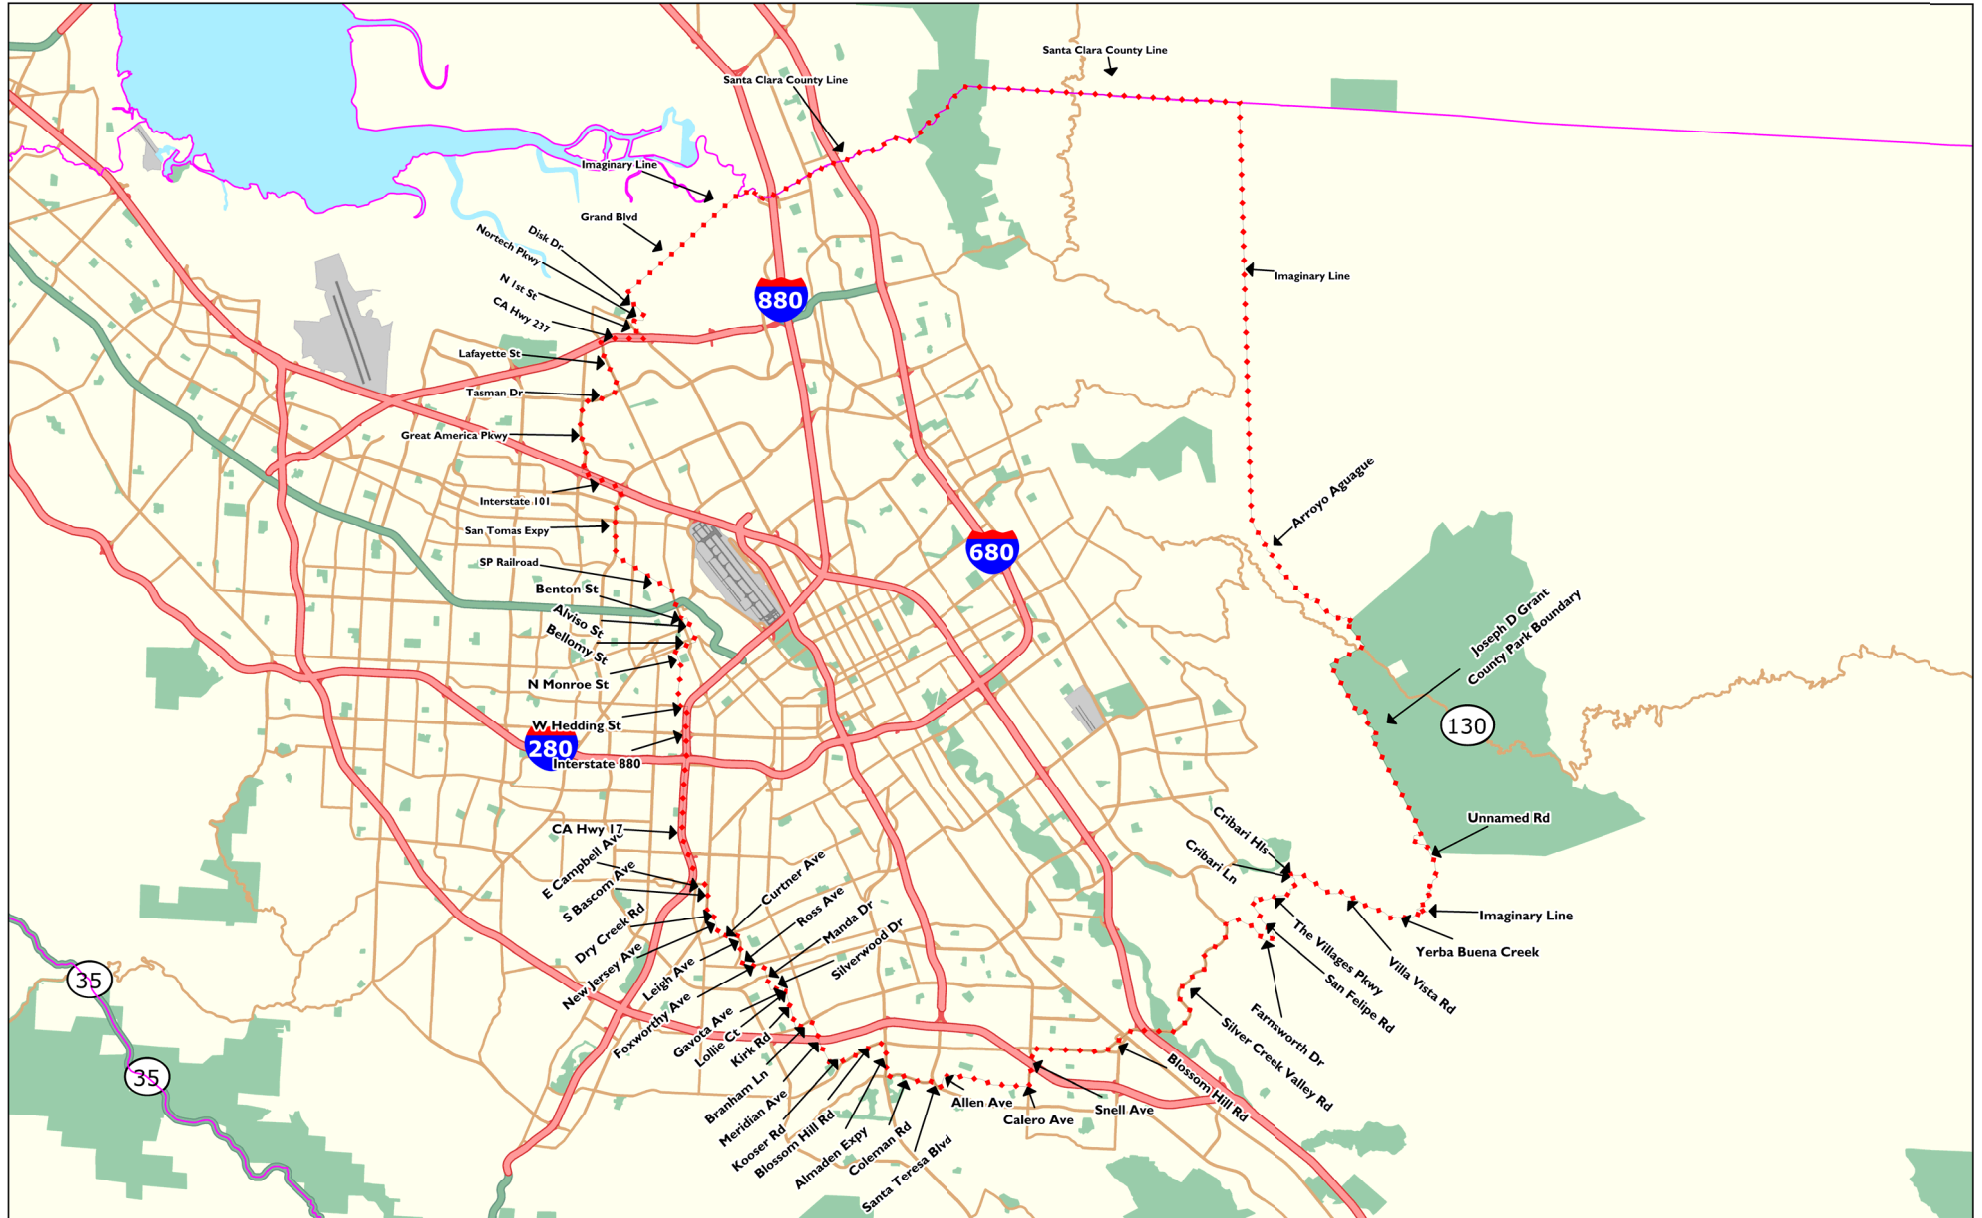 Santa Clara County Line
Santa Clara County Line
Imaginary Line
Grand Blvd
Disk Dr
Nortech Pkwy
N 1st St
CA Hwy 237
880
Imaginary Line
Lafayette St
Tasman Dr
Great America Pkwy
Interstate 101
San Tomas Expy
Arroyo Aguague
680
SP Railroad
Benton St
Alviso St
Bellomy St
N Monroe St
Joseph D Grant
County Park Boundary
130
W Hedding St
280
Interstate 880
CA Hwy 17
E Campbell Ave
S Bascom Ave
Dry Creek Rd
New Jersey Ave
Leigh Ave
Foxworthy Ave
Curtner Ave
Ross Ave
Manda Dr
Silverwood Dr
Gavota Ave
Lollie Ct
Kirk Rd
Branham Ln
Meridian Ave
Kooser Rd
Blossom Hill Rd
Almaden Expy
Coleman Rd
Santa Teresa Blvd
Allen Ave
Calero Ave
Snell Ave
Blossom Hill Rd
Silver Creek Valley Rd
Farnsworth Dr
San Felipe Rd
The Villages Pkwy
Villa Vista Rd
Cribari Hls
Cribari Ln
Unnamed Rd
Imaginary Line
Yerba Buena Creek
35
35